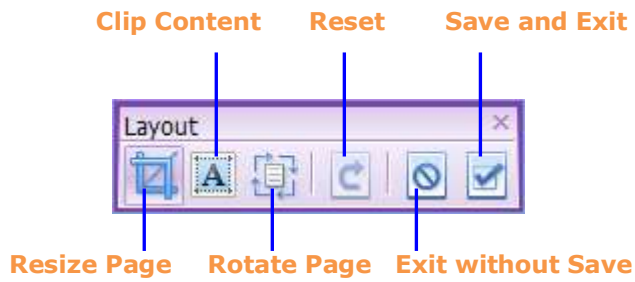 Clip Content Reset Save and Exit
Layout
A
Resize Page Rotate Page Exit without Save